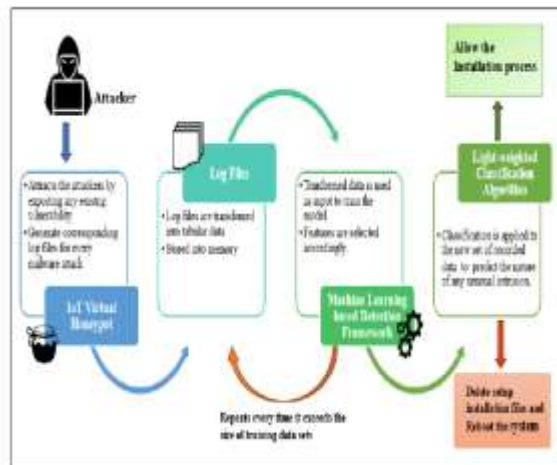 Attacker
Allow the
Installation process
• Attracts the attackers by
exposing any existing
vulnerability.
• Generate corresponding
log files for every
malware attack
IoT Virtual
Honeypot
Log Files
• Log files are transformed
into tabular data
• Stored into memory
• Transformed data is used
as input to train the
model.
• Features are selected
accordingly.
Machine Learning
based Detection
Framework
Light-weighted
Classification
Algorithm
• Classification is applied to
the new set of recorded
data to predict the nature
of any unusual intrusion.
Repeats every time it exceeds the
size of training data sets
Delete setup
installation files and
Reboot the system